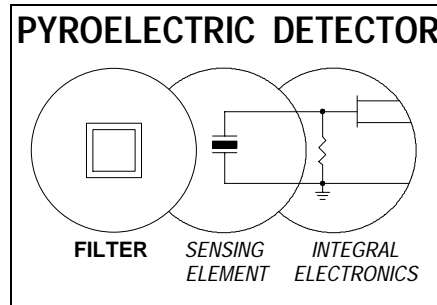 PYROELECTRIC DETECTOR
FILTER
SENSING
ELEMENT
INTEGRAL
ELECTRONICS